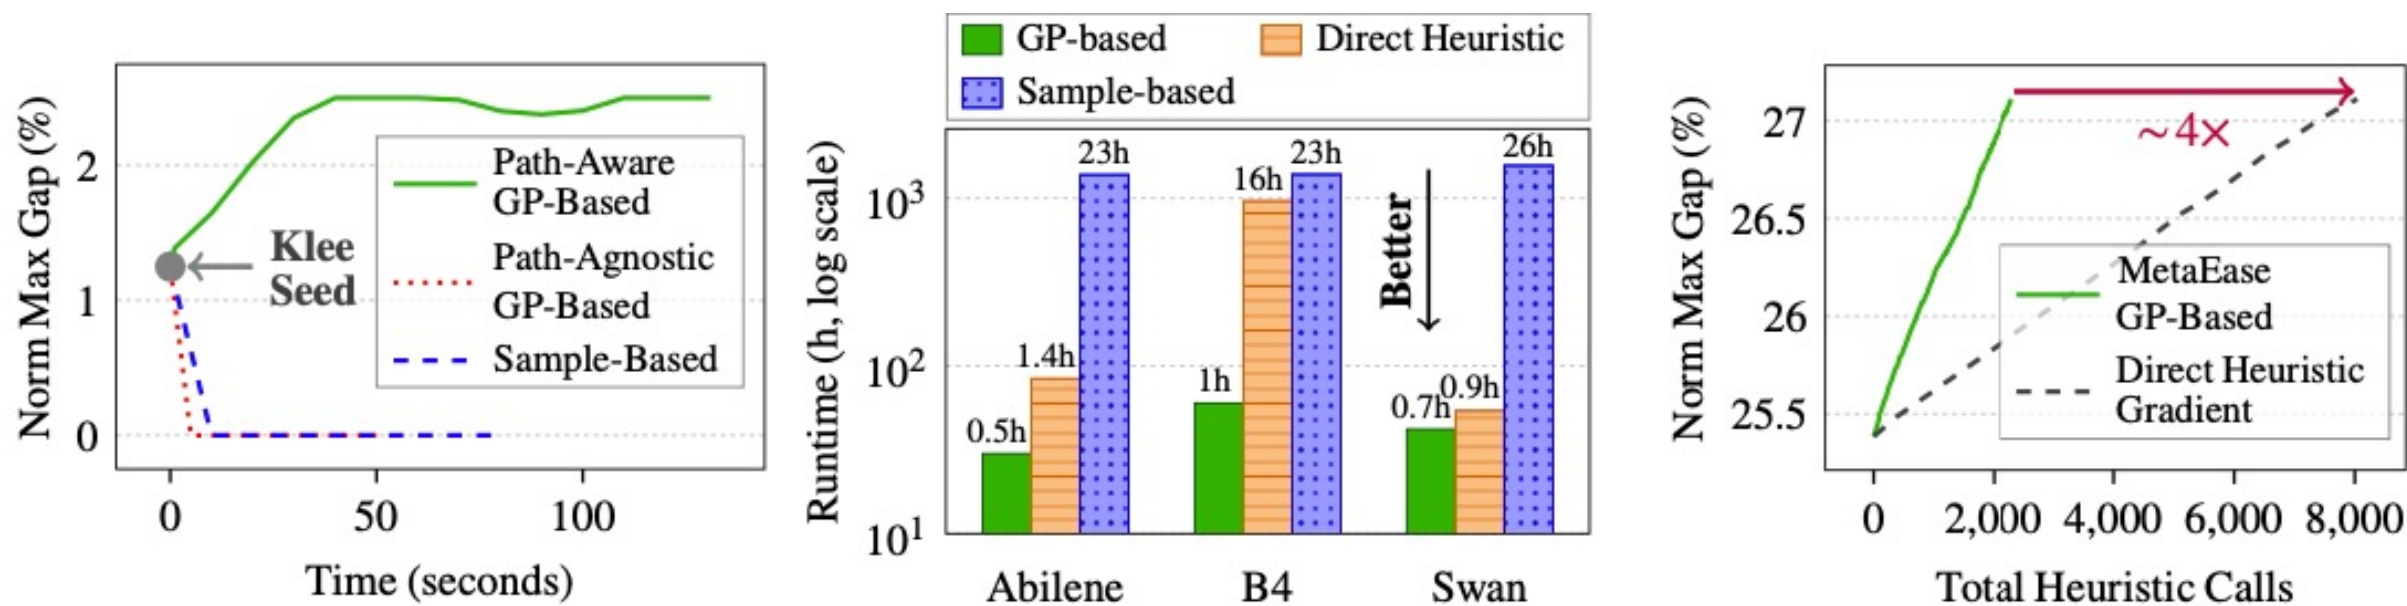 Norm Max Gap (%)
2
1
0
Path-Aware
GP-Based
Path-Agnostic
GP-Based
Sample-Based
Klee
Seed
0 50 100
Time (seconds)
GP-based
Direct Heuristic
Sample-based
Runtime (h, log scale)
10³
10²
10¹
0.5h
1.4h
23h
1h
16h
23h
0.7h
0.9h
26h
Better
Abilene B4 Swan
Norm Max Gap (%)
27
26.5
26
25.5
~4×
MetaEase
GP-Based
Direct Heuristic
Gradient
0 2,000 4,000 6,000 8,000
Total Heuristic Calls